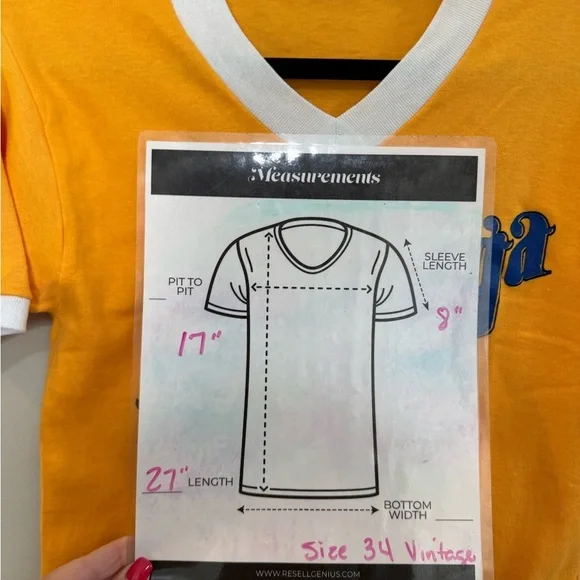 Measurements
SLEEVE
LENGTH
PIT TO
PIT
8"
17"
27" LENGTH
BOTTOM
WIDTH
Size 34 Vintage
WWW.RESELLGENIUS.COM